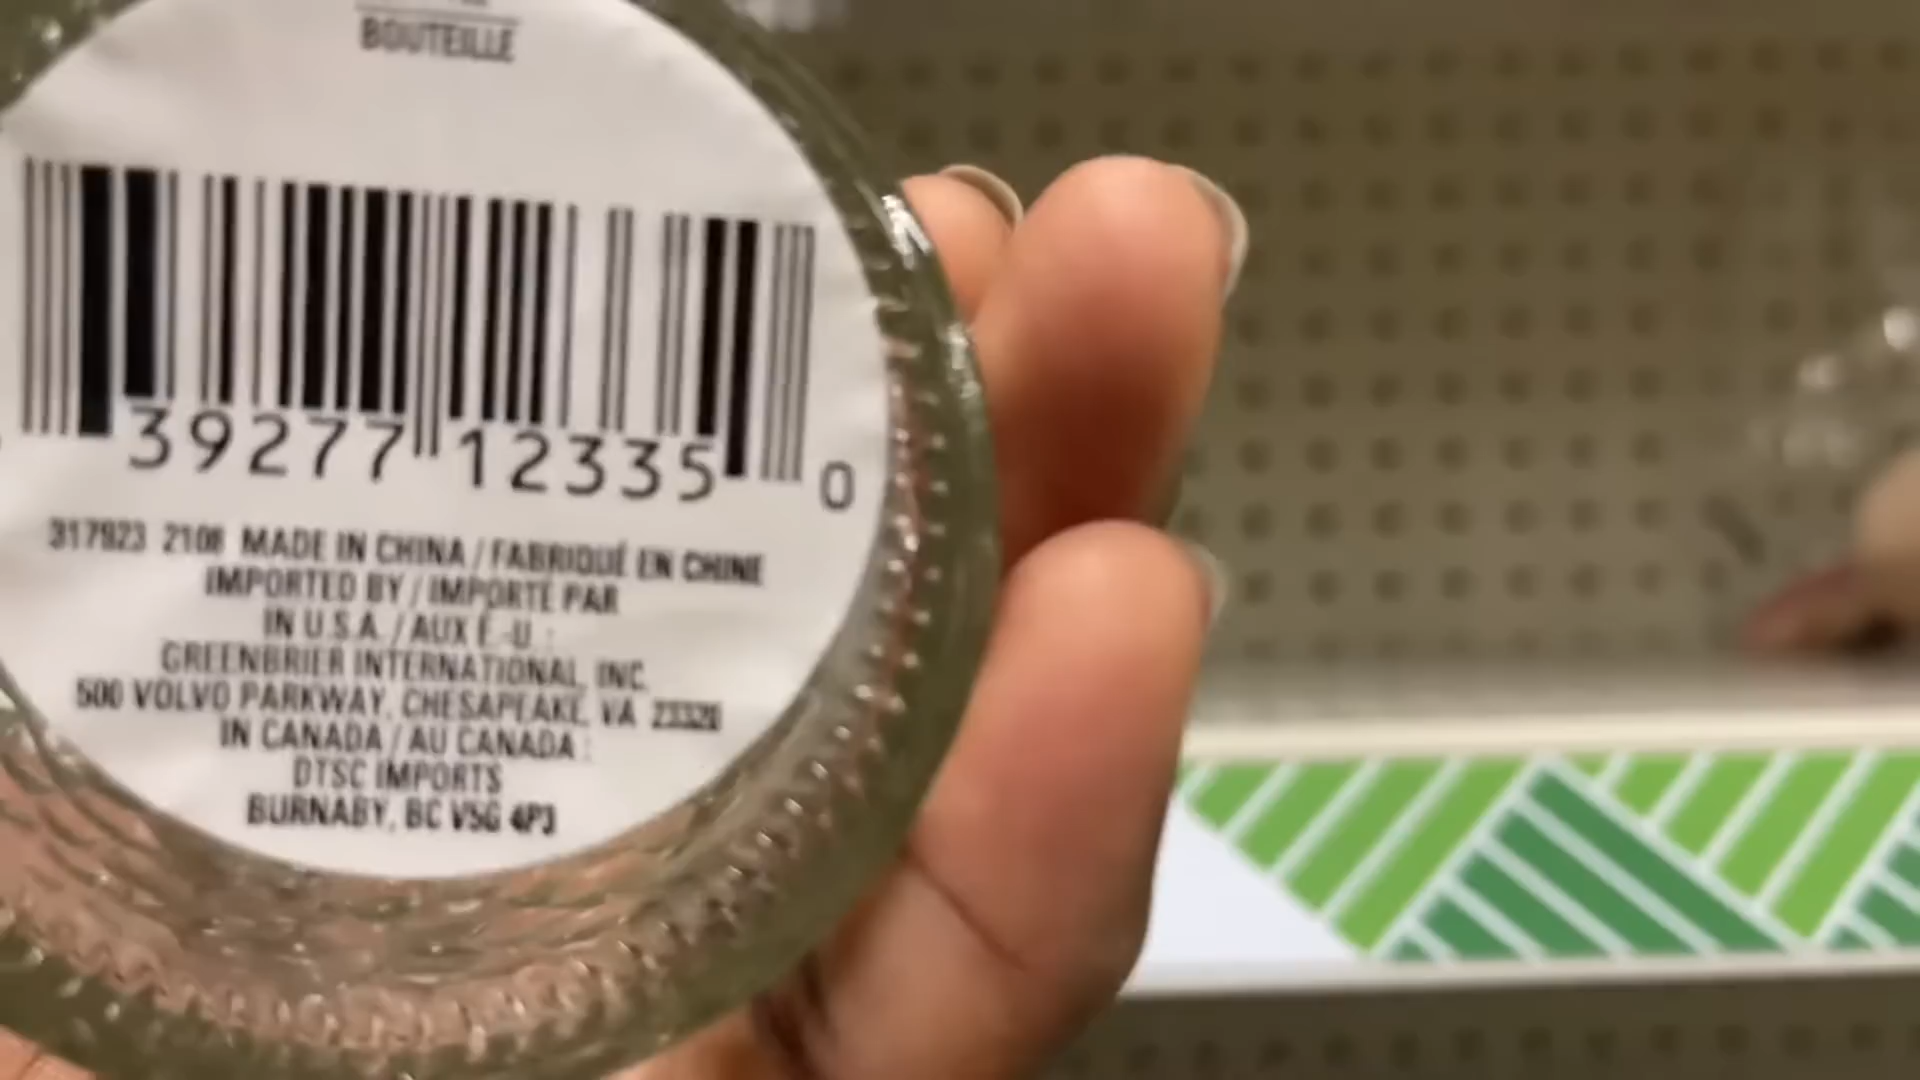 BOUTEILLE
39277 12335 0
317923 2108 MADE IN CHINA / FABRIQUÉ EN CHINE
IMPORTED BY / IMPORTÉ PAR
IN U.S.A. / AUX É.-U. :
GREENBRIER INTERNATIONAL, INC.
500 VOLVO PARKWAY, CHESAPEAKE, VA 23320
IN CANADA / AU CANADA :
DTSC IMPORTS
BURNABY, BC V5G 4P3